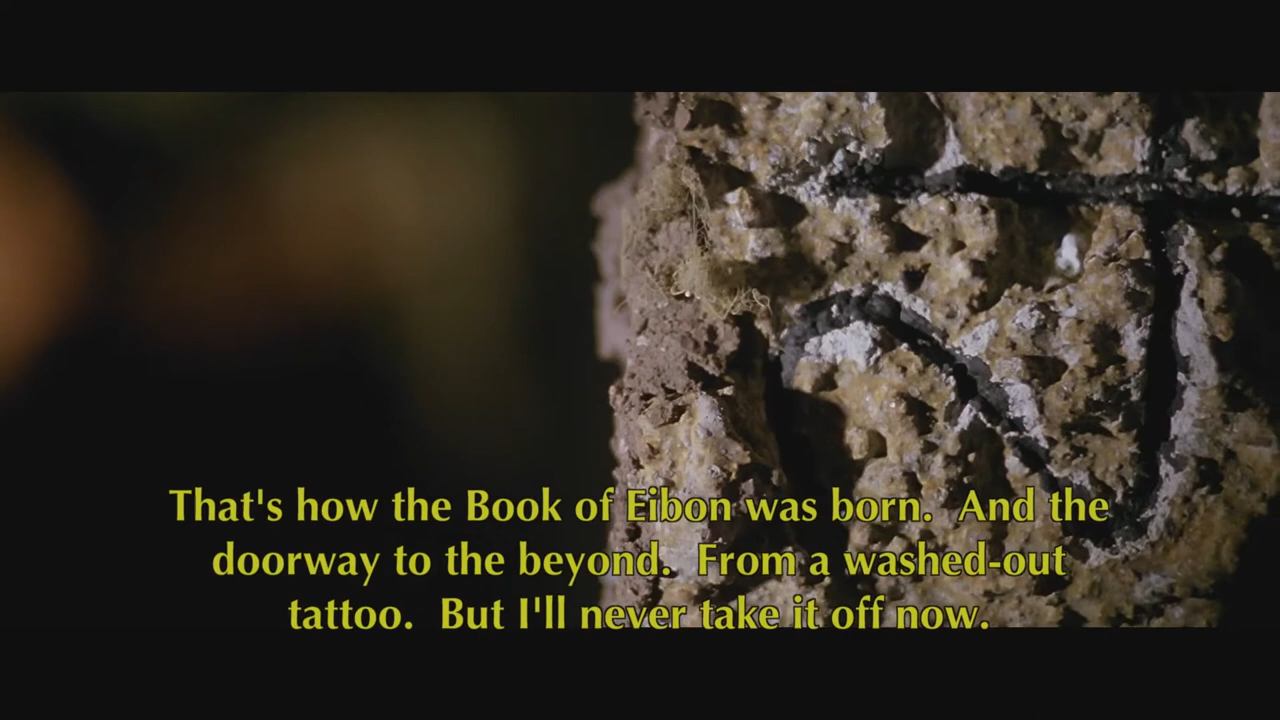 That's how the Book of Eibon was born. And the
doorway to the beyond. From a washed-out
tattoo. But I'll never take it off now.